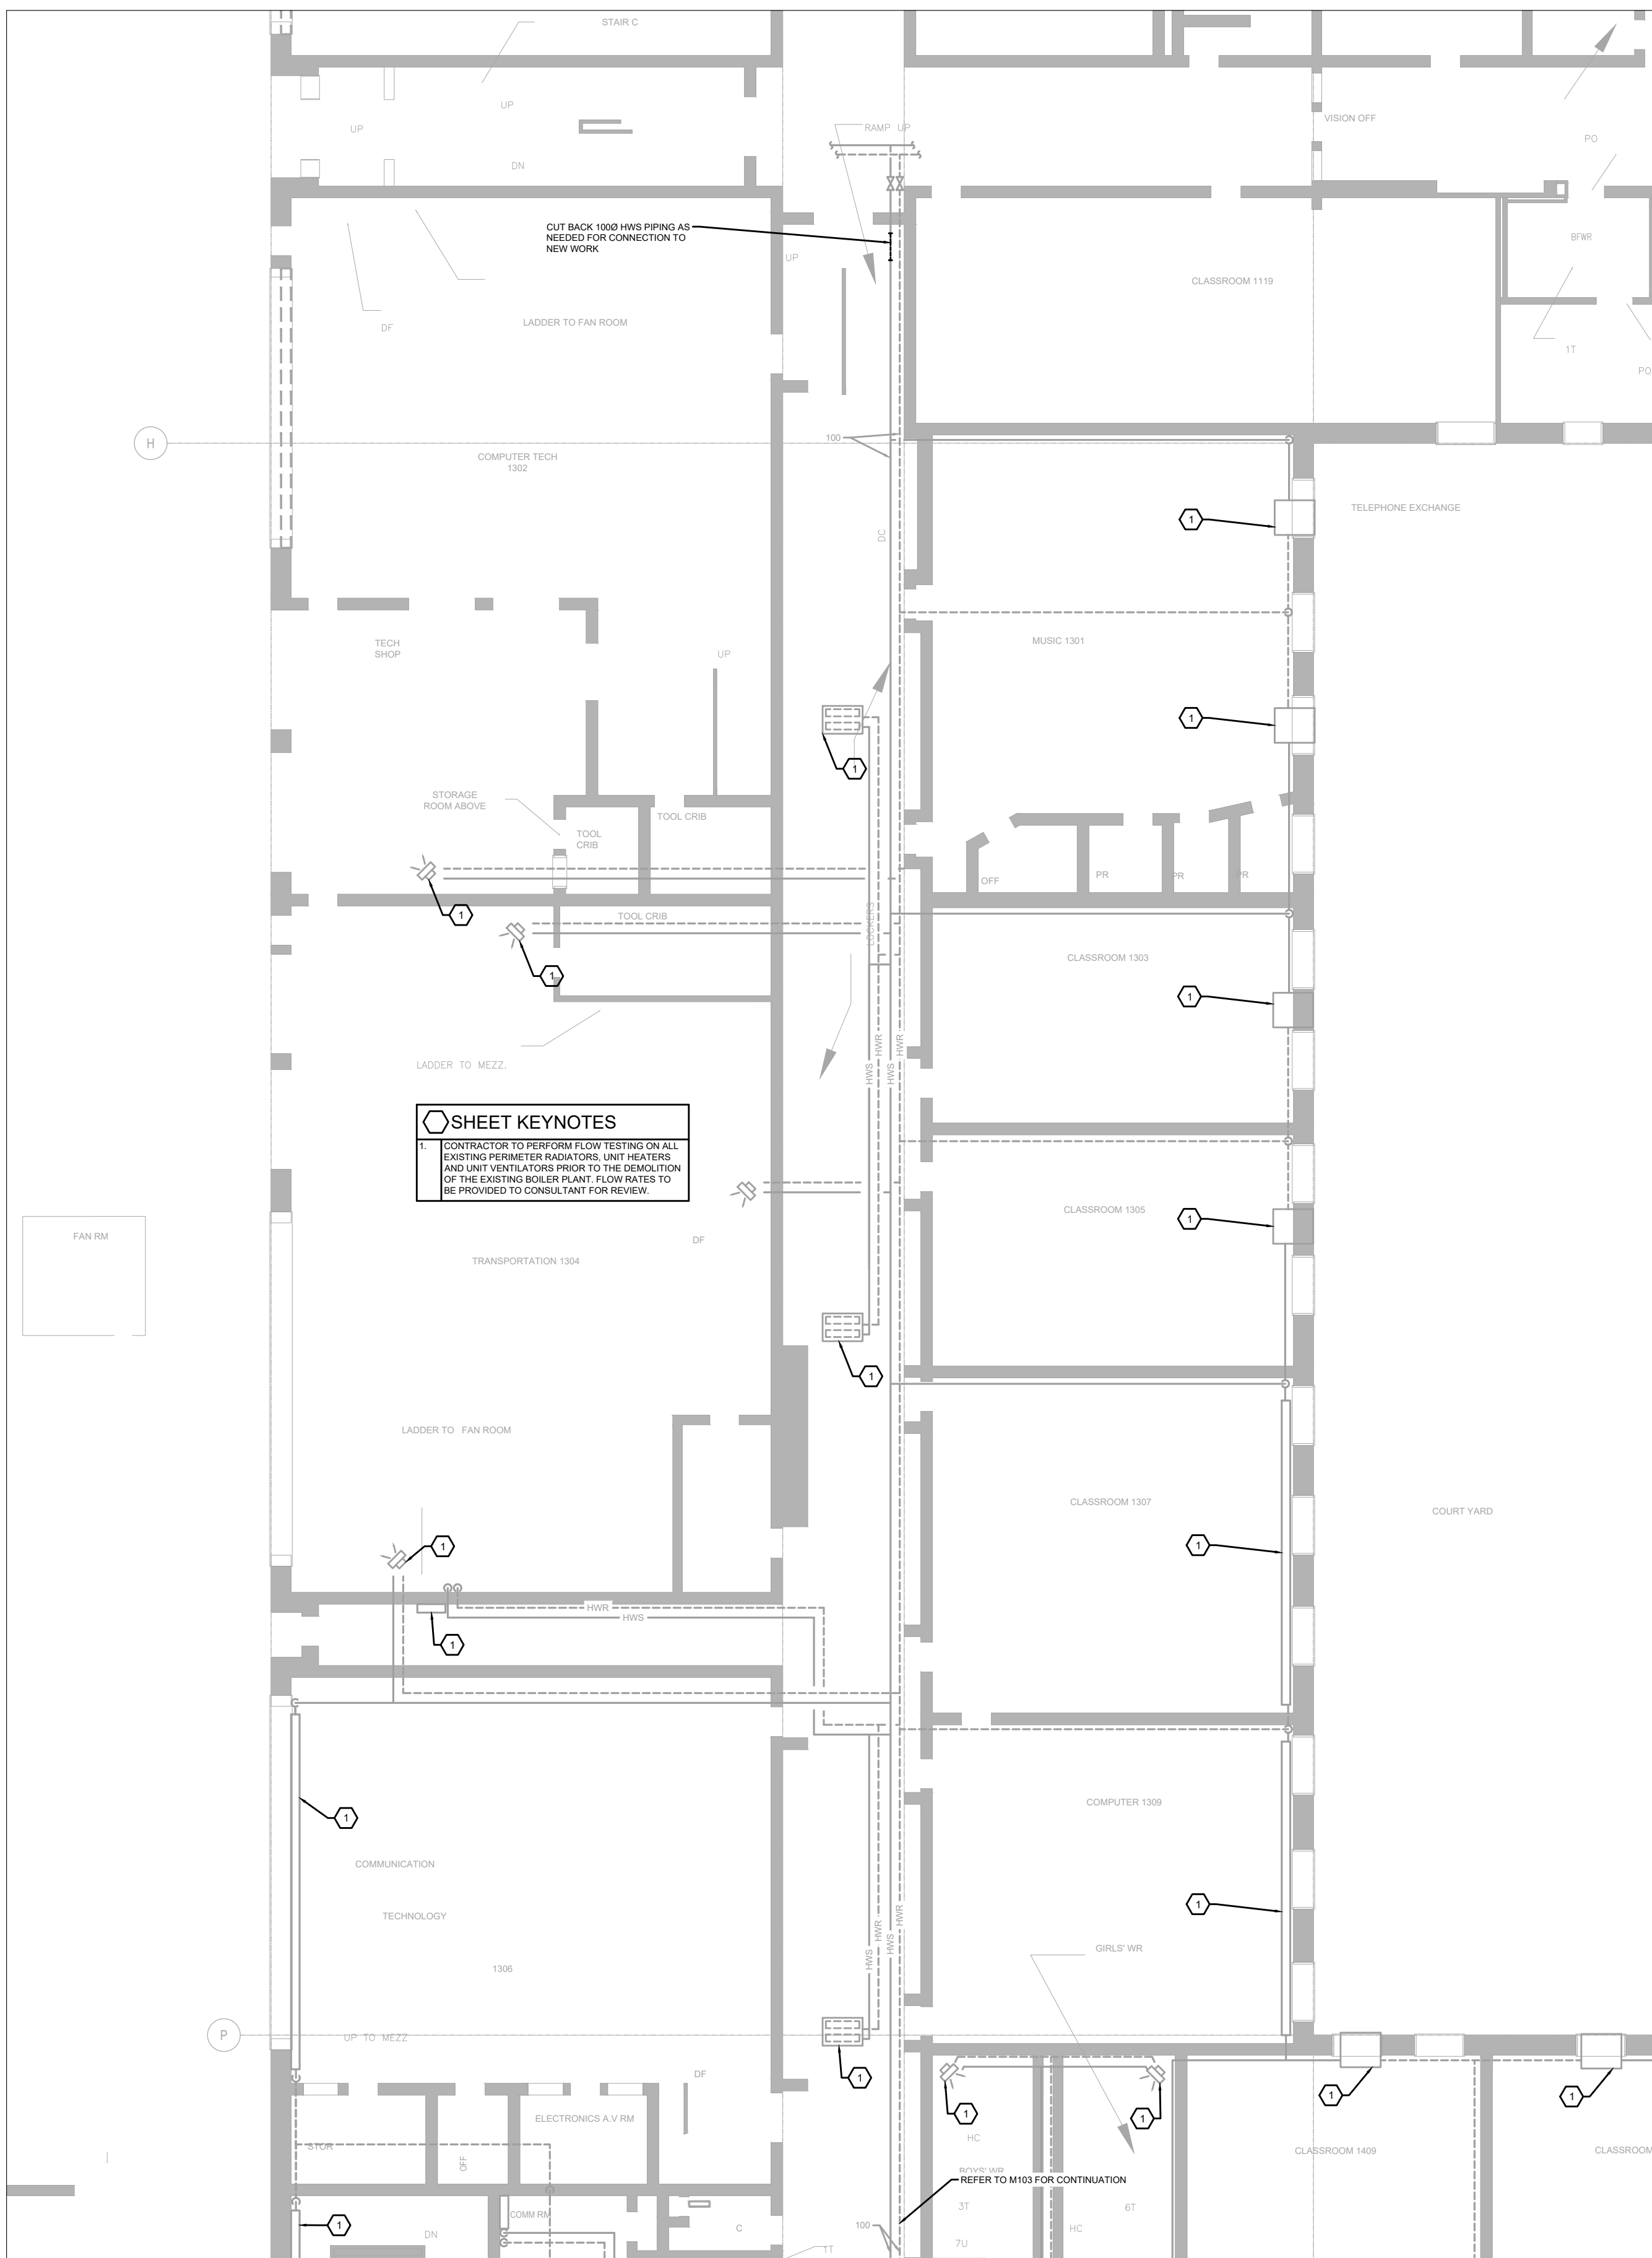 STAIR C
UP
UP
DN
RAMP UP
VISION OFF
PO
CUT BACK 100Ø HWS PIPING AS
NEEDED FOR CONNECTION TO
NEW WORK
UP
BFWR
CLASSROOM 1119
DF
LADDER TO FAN ROOM
1T
PO
H
100
COMPUTER TECH
1302
1
TELEPHONE EXCHANGE
DC
TECH
SHOP
UP
MUSIC 1301
1
1
STORAGE
ROOM ABOVE
TOOL CRIB
TOOL
CRIB
OFF
PR
PR
PR
1
TOOL CRIB
LOCKERS
1
CLASSROOM 1303
1
LADDER TO MEZZ.
HWS
HWR
HWS
HWR
SHEET KEYNOTES
1. CONTRACTOR TO PERFORM FLOW TESTING ON ALL
EXISTING PERIMETER RADIATORS, UNIT HEATERS
AND UNIT VENTILATORS PRIOR TO THE DEMOLITION
OF THE EXISTING BOILER PLANT. FLOW RATES TO
BE PROVIDED TO CONSULTANT FOR REVIEW.
CLASSROOM 1305
1
FAN RM
DF
TRANSPORTATION 1304
1
LADDER TO FAN ROOM
CLASSROOM 1307
COURT YARD
1
1
HWR
HWS
1
COMPUTER 1309
1
COMMUNICATION
TECHNOLOGY
1306
1
HWS
HWR
HWS
HWR
GIRLS' WR
P
UP TO MEZZ
DF
1
1
1
1
1
ELECTRONICS A.V RM
HC
STOR
OFF
CLASSROOM 1409
CLASSROOM
BOYS' WR
REFER TO M103 FOR CONTINUATION
3T
6T
COMM RM
1
DN
C
100
HC
7U
1T